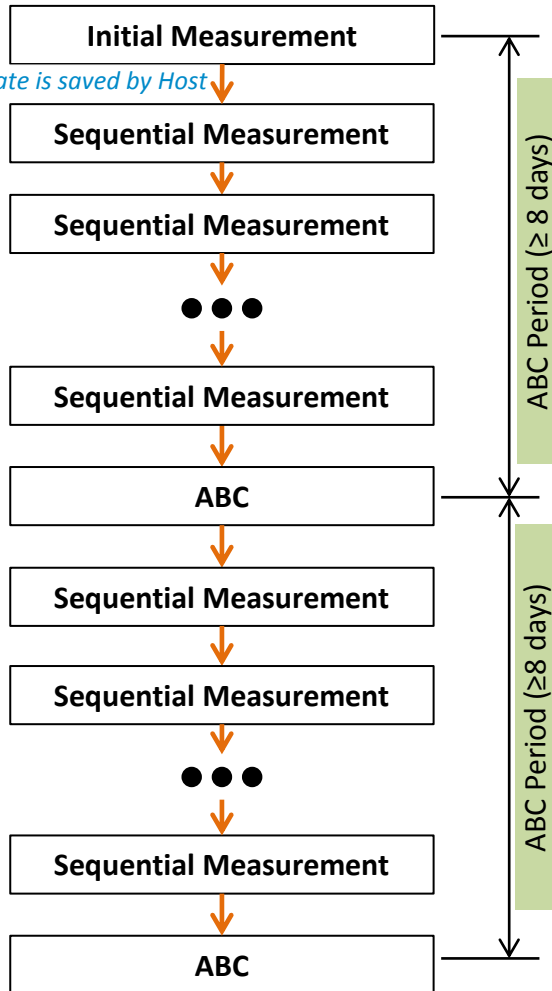 Initial Measurement
ate is saved by Host
Sequential Measurement
Sequential Measurement
Sequential Measurement
ABC
ABC Period (≥ 8 days)
Sequential Measurement
Sequential Measurement
Sequential Measurement
ABC
ABC Period (≥8 days)